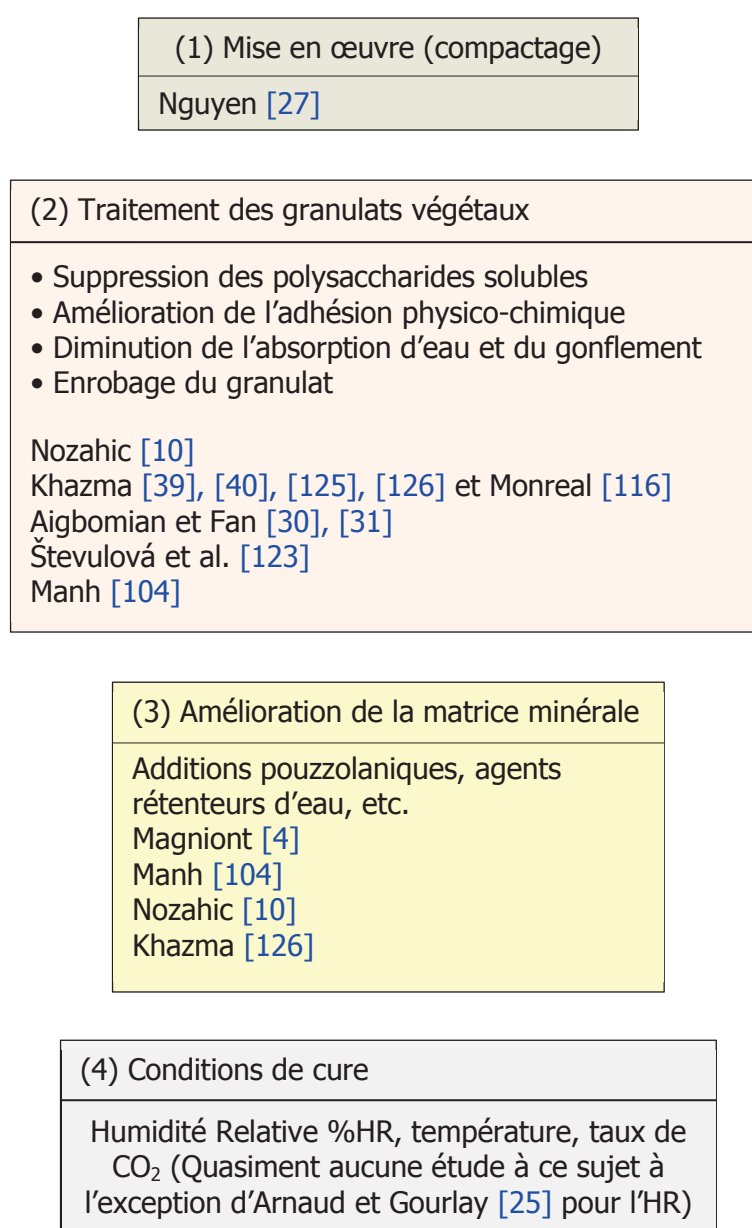 (1) Mise en œuvre (compactage)
Nguyen [27]
(2) Traitement des granulats végétaux
• Suppression des polysaccharides solubles
• Amélioration de l’adhésion physico-chimique
• Diminution de l’absorption d’eau et du gonflement
• Enrobage du granulat
Nozahic [10]
Khazma [39], [40], [125], [126] et Monreal [116]
Aigbomian et Fan [30], [31]
Števulová et al. [123]
Manh [104]
(3) Amélioration de la matrice minérale
Additions pouzzolaniques, agents
rétenteurs d’eau, etc.
Magniont [4]
Manh [104]
Nozahic [10]
Khazma [126]
(4) Conditions de cure
Humidité Relative %HR, température, taux de
CO₂ (Quasiment aucune étude à ce sujet à
l’exception d’Arnaud et Gourlay [25] pour l’HR)